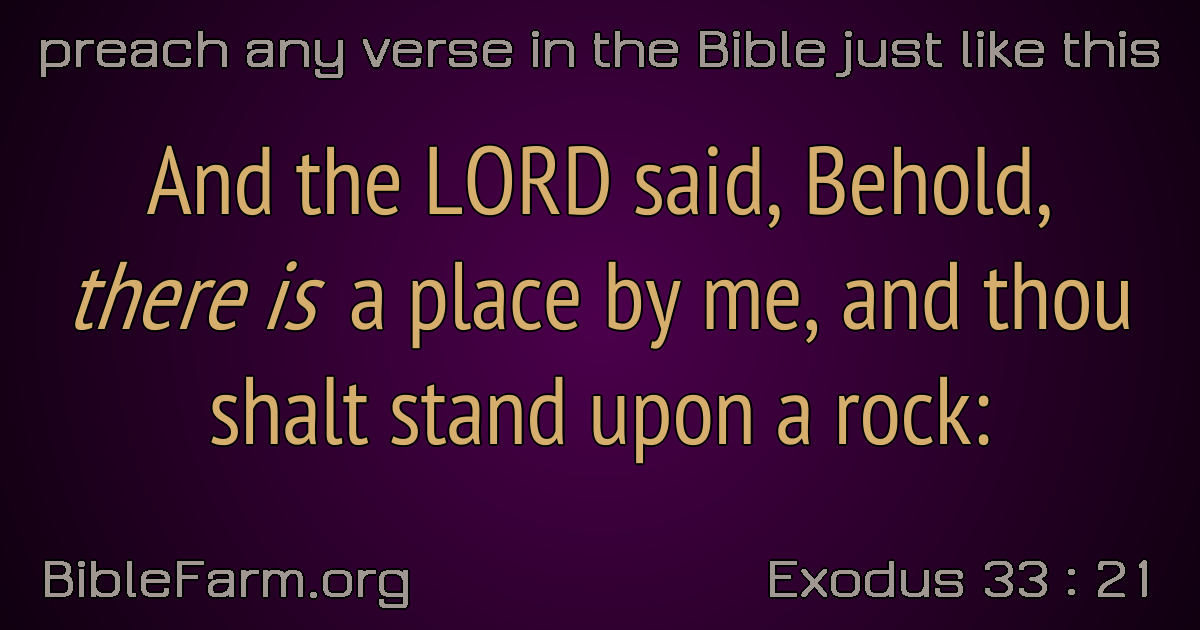 preach any verse in the Bible just like this
And the LORD said, Behold,
there is a place by me, and thou
shalt stand upon a rock:
BibleFarm.org
Exodus 33 : 21